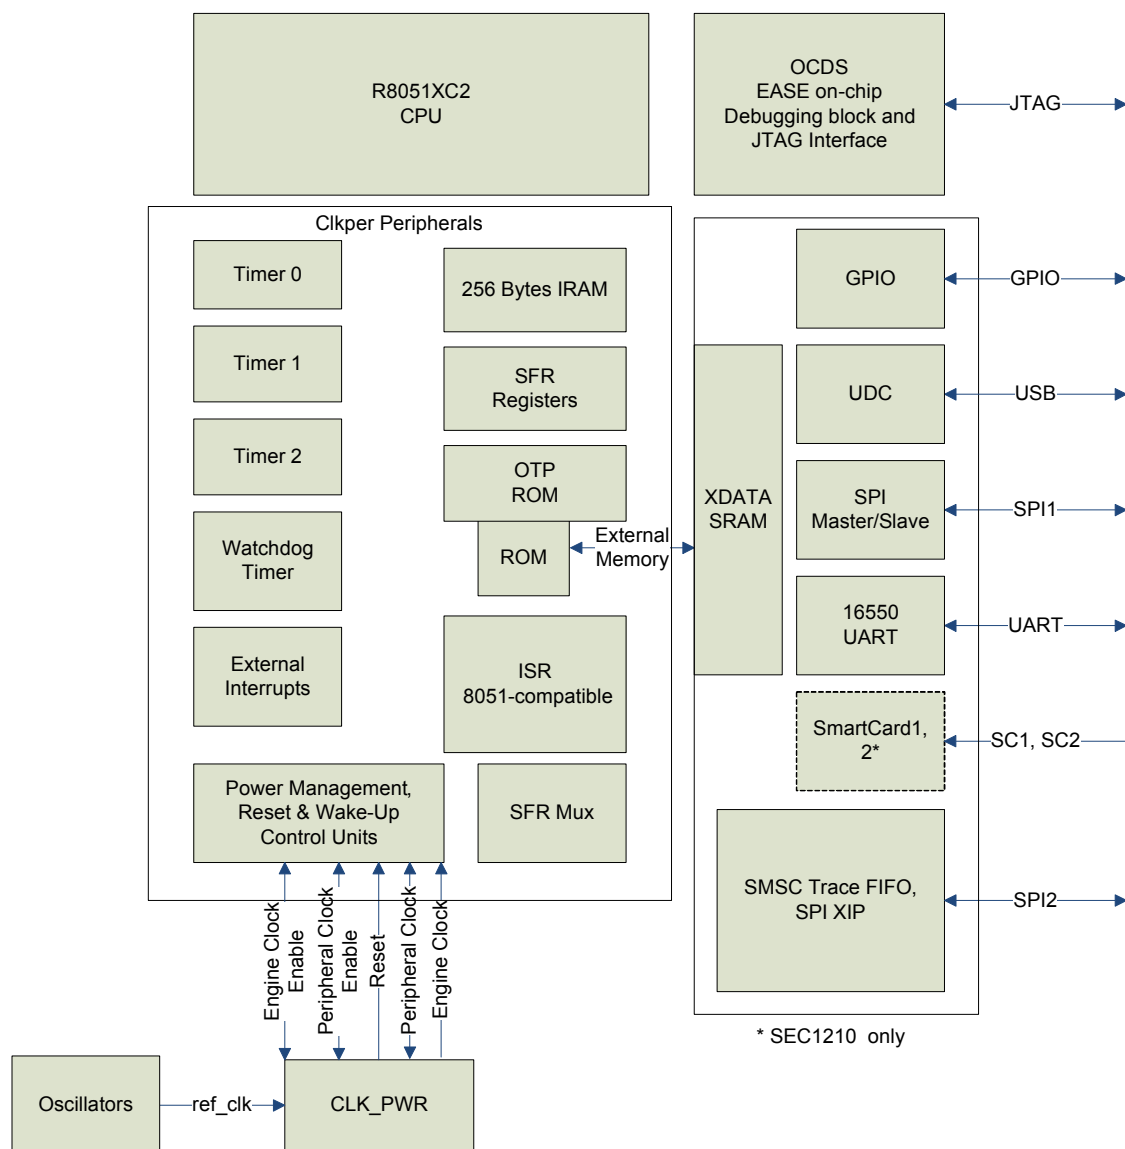 R8051XC2
CPU
OCDS
EASE on-chip
Debugging block and
JTAG Interface
JTAG
Clkper Peripherals
Timer 0
Timer 1
Timer 2
Watchdog
Timer
External
Interrupts
256 Bytes IRAM
SFR
Registers
OTP
ROM
ROM
External
Memory
ISR
8051-compatible
Power Management,
Reset & Wake-Up
Control Units
SFR Mux
XDATA
SRAM
GPIO
GPIO
UDC
USB
SPI
Master/Slave
SPI1
16550
UART
UART
SmartCard1,
2*
SC1, SC2
SMSC Trace FIFO,
SPI XIP
SPI2
* SEC1210 only
Engine Clock
Enable
Peripheral Clock
Enable
Reset
Peripheral Clock
Engine Clock
Oscillators
ref_clk
CLK_PWR